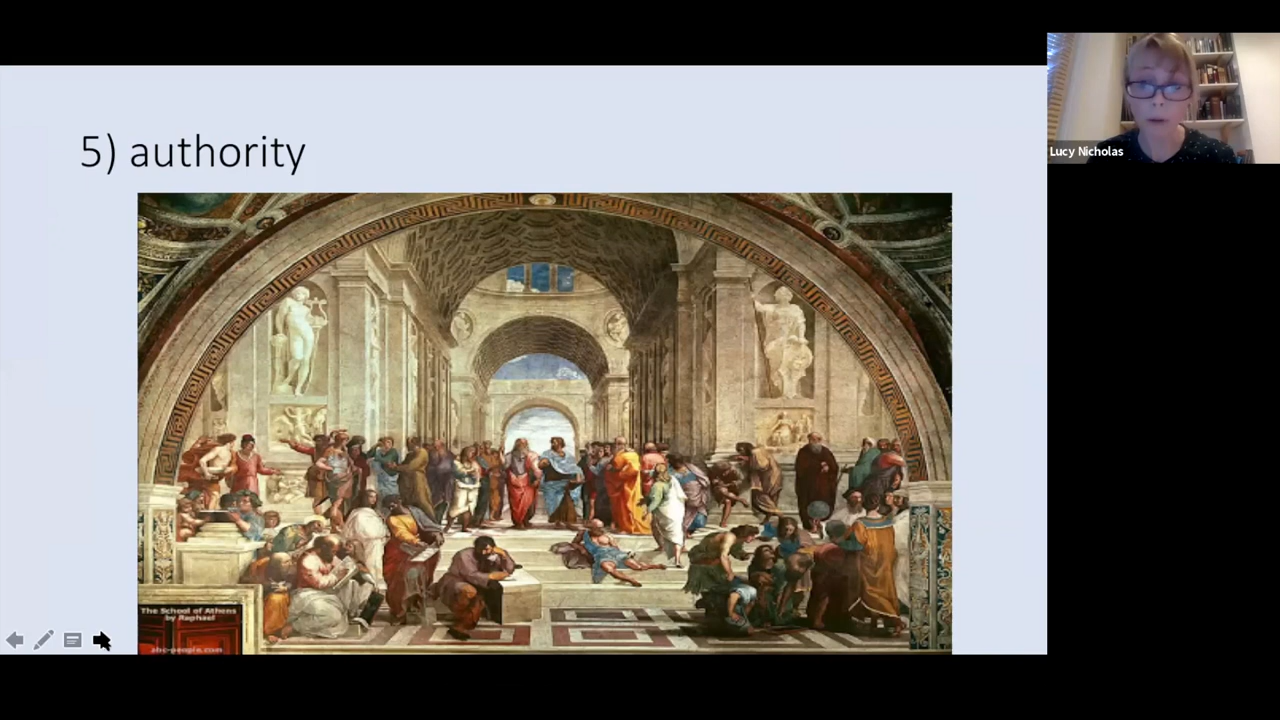 5) authority
Lucy Nicholas
The School of Athens
by Raphael
abc-people.com